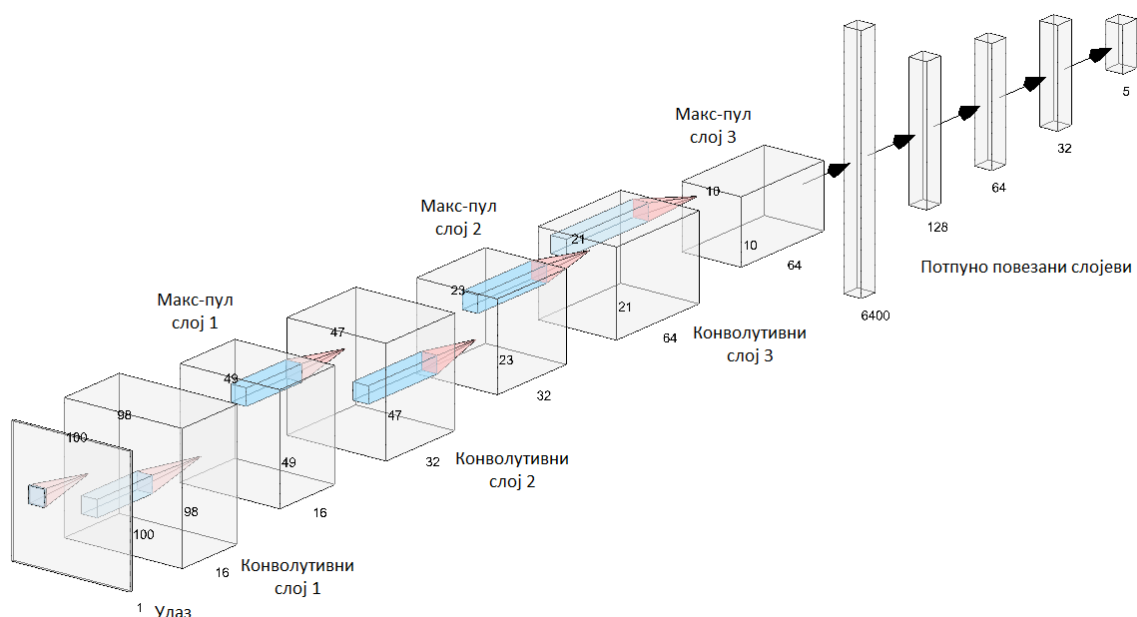 Улаз
1
100
100
Конволутивни
слој 1
98
98
16
Макс-пул
слој 1
49
49
16
Конволутивни
слој 2
47
47
32
Макс-пул
слој 2
23
23
32
Конволутивни
слој 3
21
21
64
Макс-пул
слој 3
10
10
64
6400
128
64
32
5
Потпуно повезани слојеви